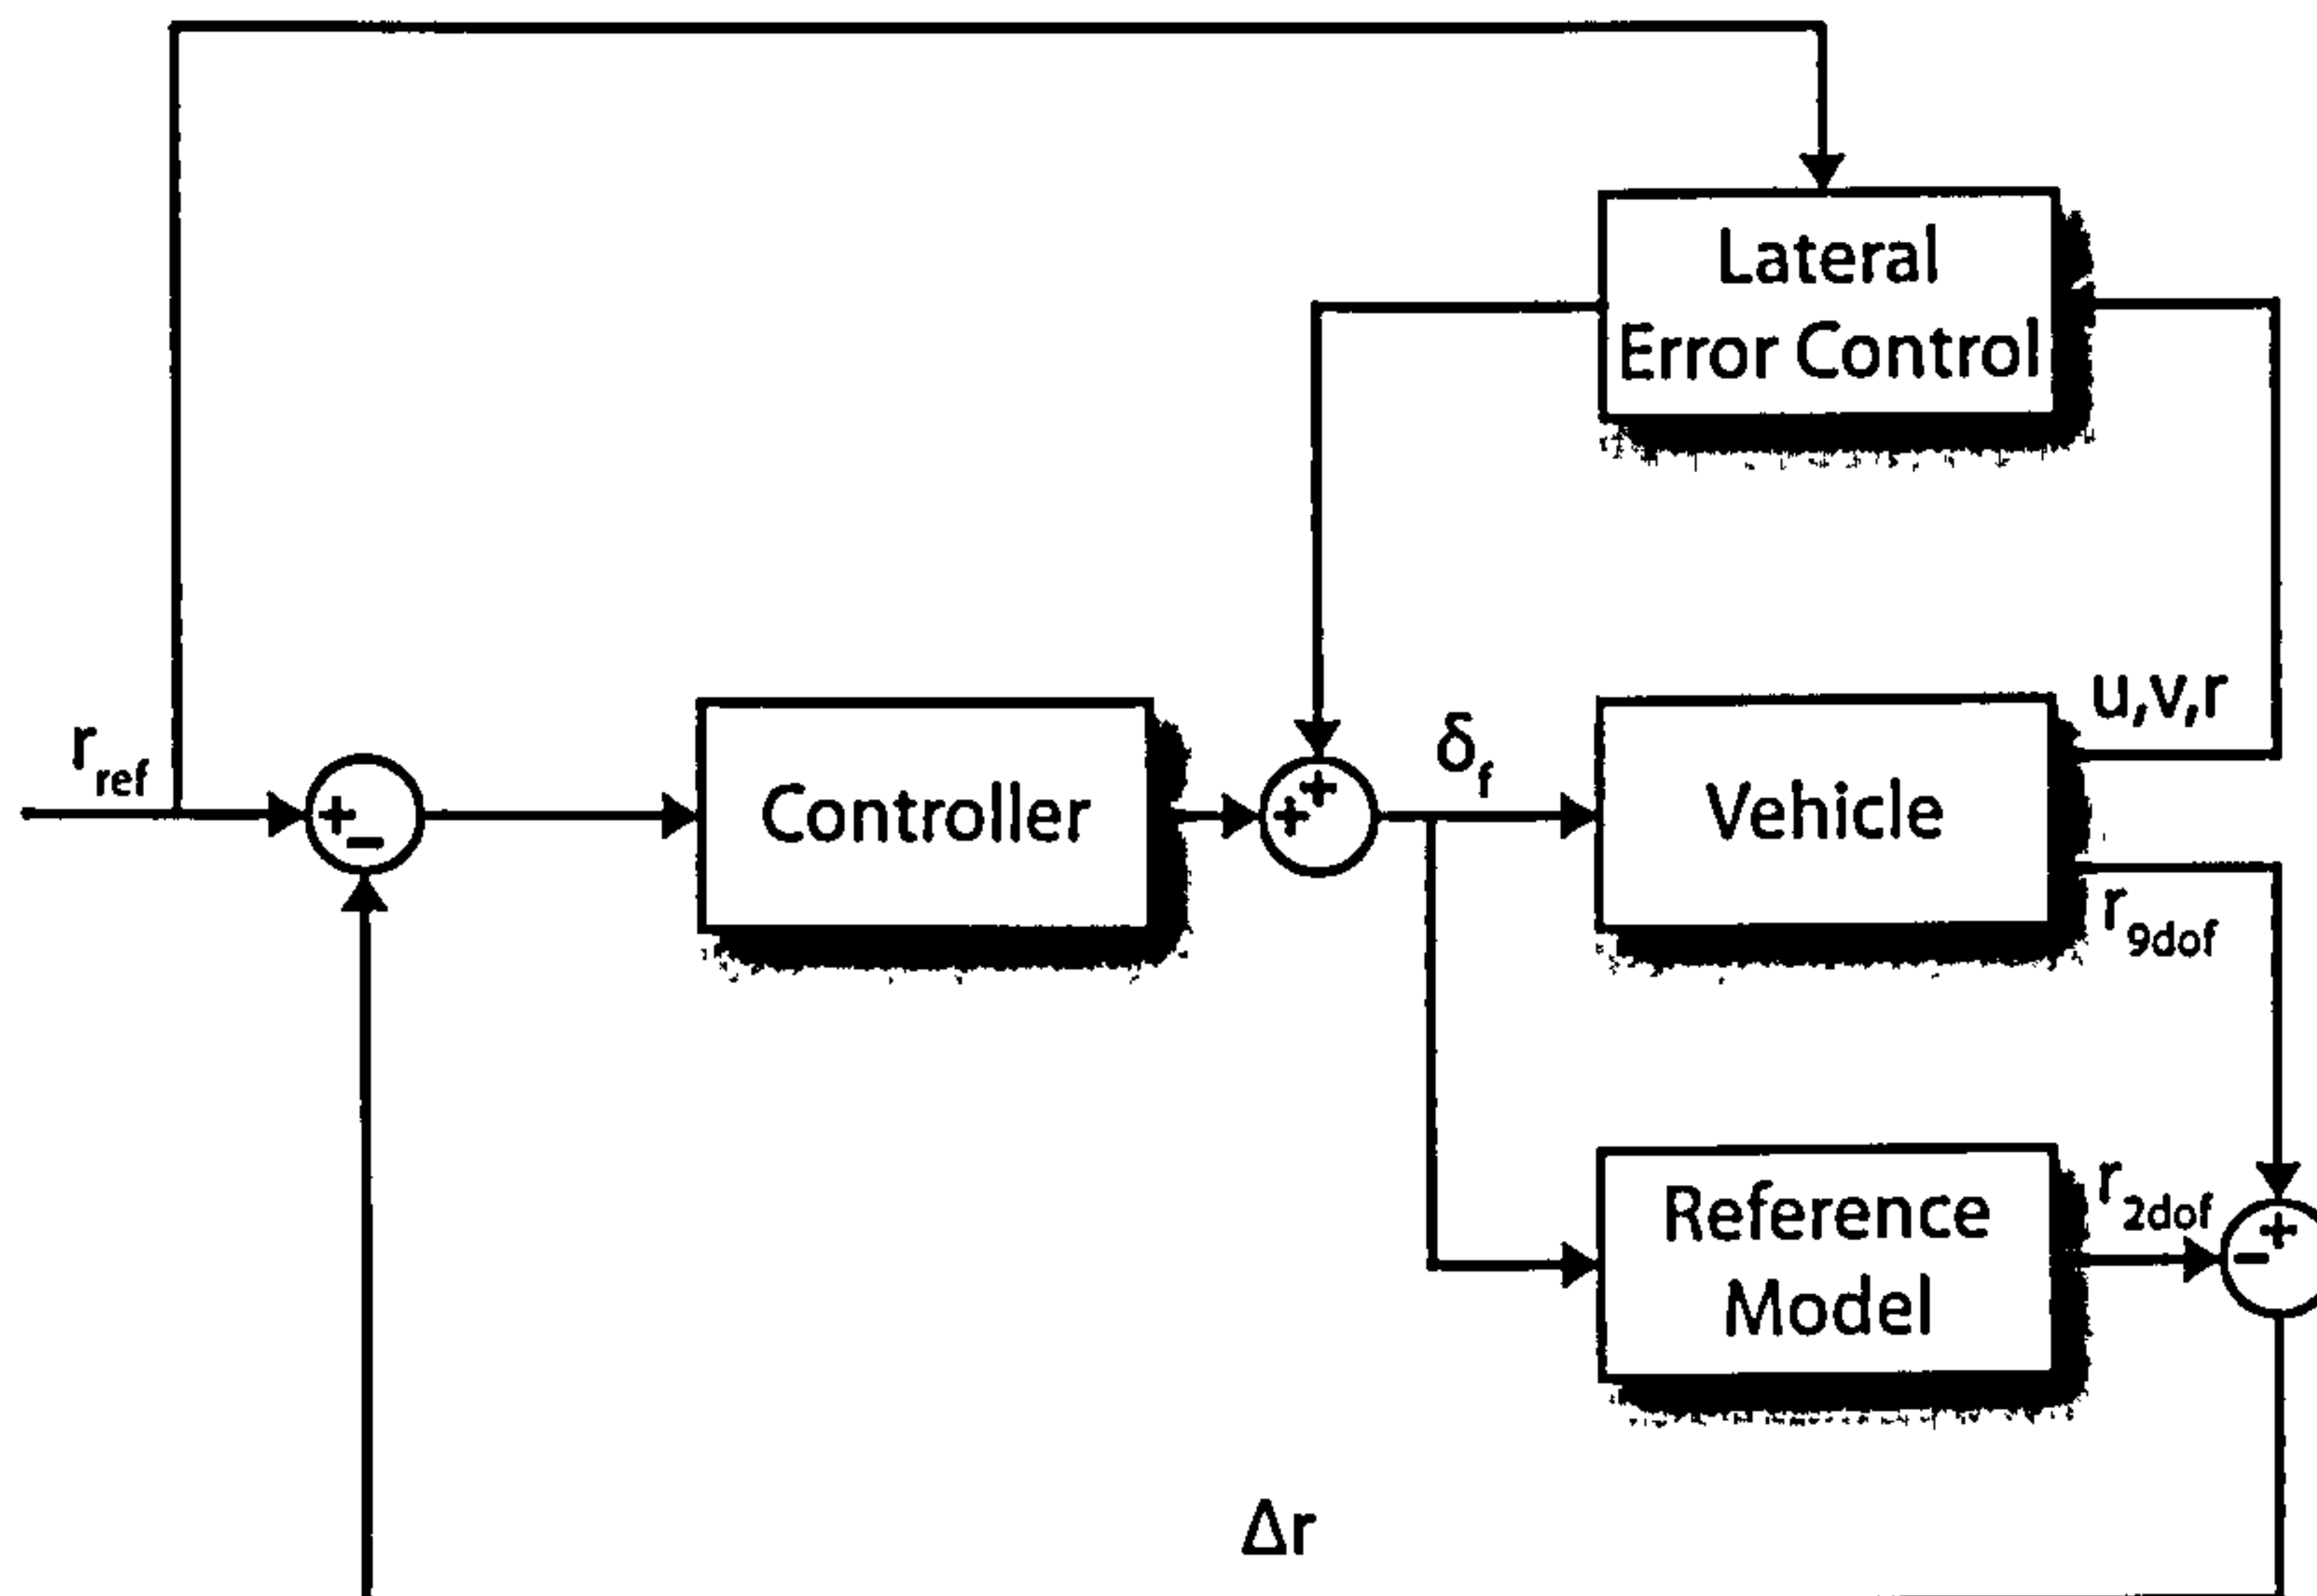 Lateral
Error Control
r_ref
+
−
Controller
+
+
δ_f
Vehicle
u,v,r
r_9dof
Reference
Model
r_2dof
+
−
Δr